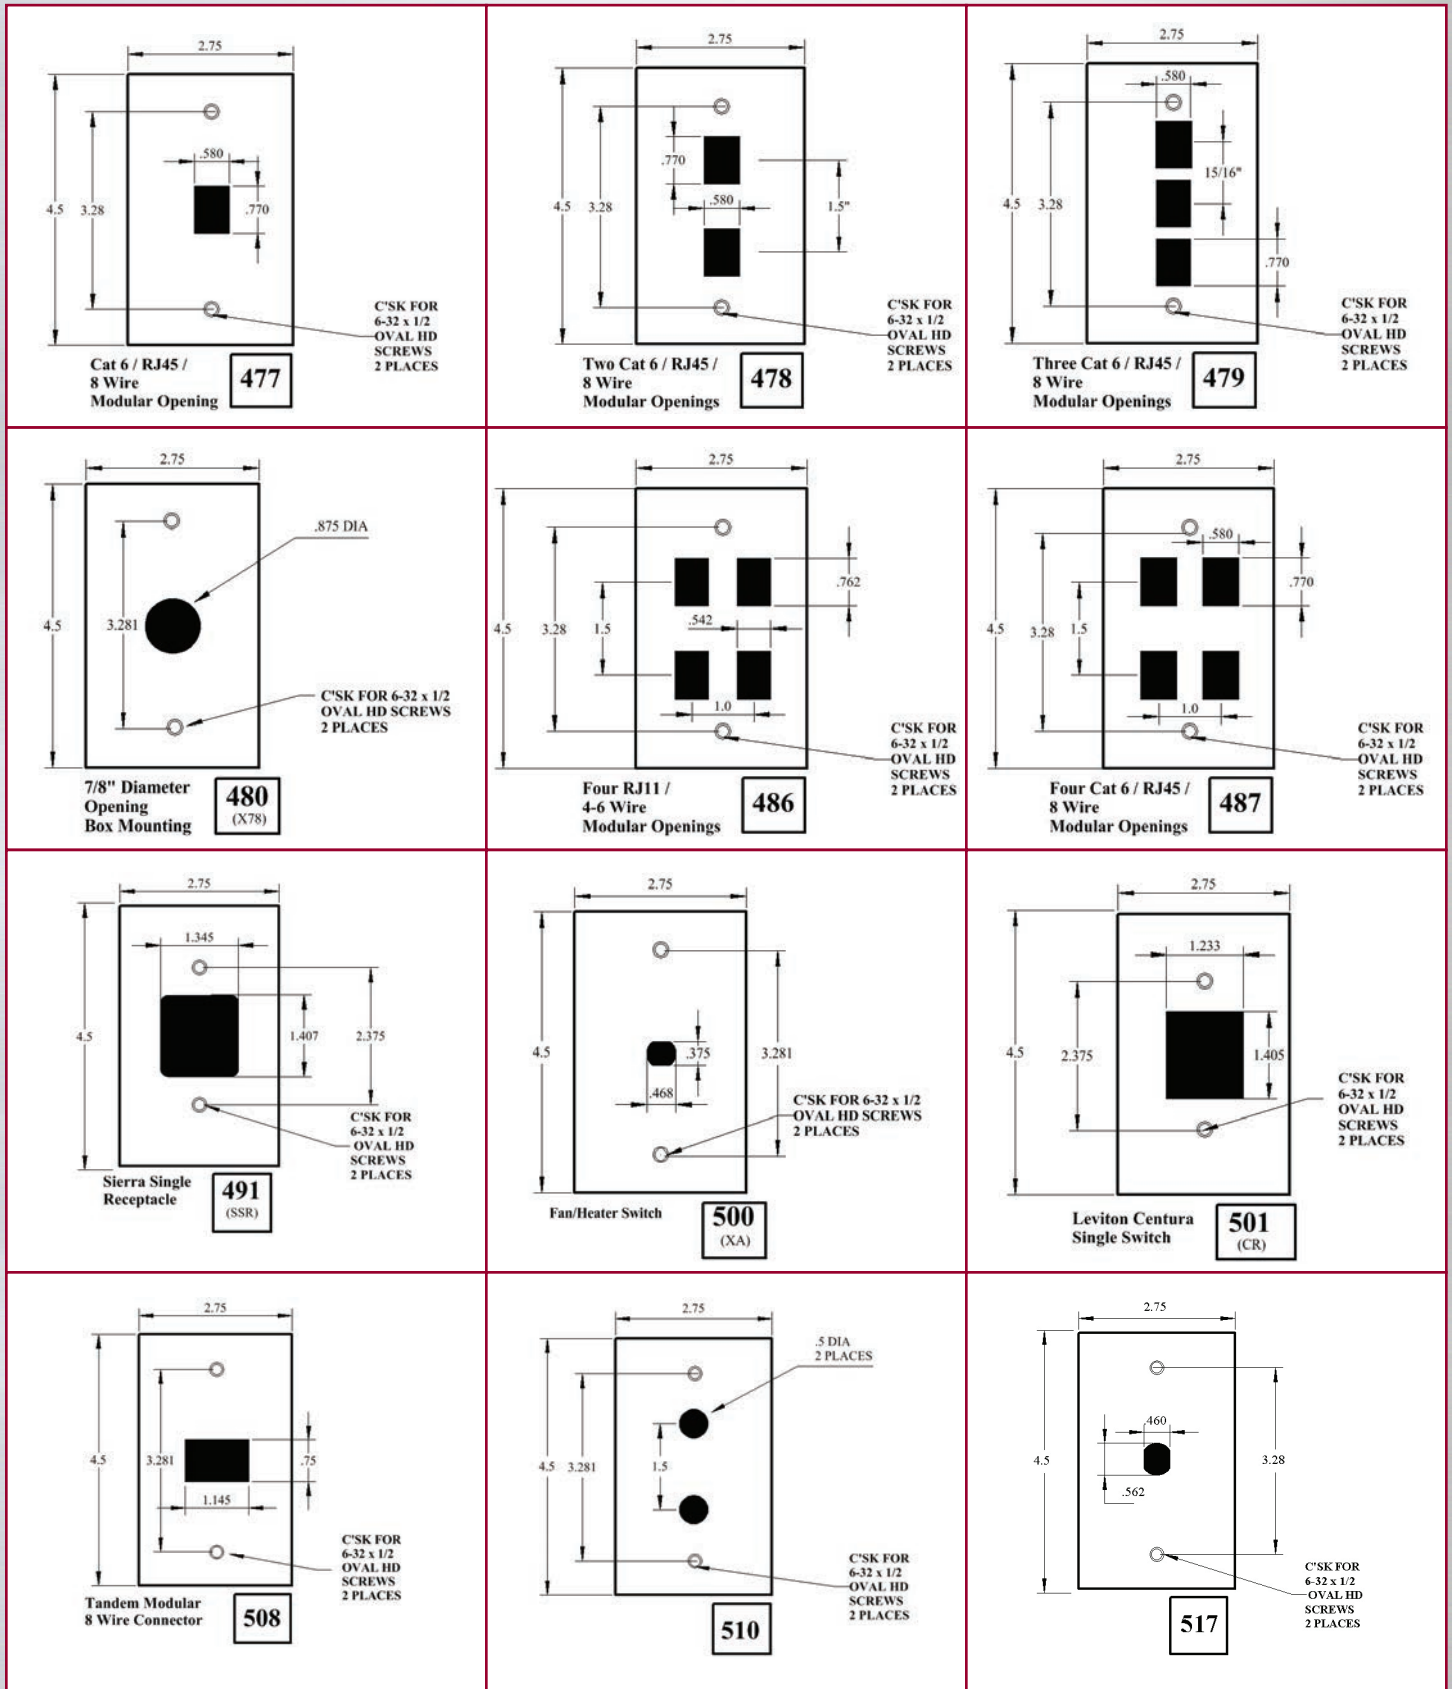 2.75
.580
4.5
3.28
.770
C'SK FOR
6-32 x 1/2
OVAL HD
SCREWS
2 PLACES
Cat 6 / RJ45 /
8 Wire
Modular Opening
477
2.75
.770
.580
4.5
3.28
1.5"
C'SK FOR
6-32 x 1/2
OVAL HD
SCREWS
2 PLACES
Two Cat 6 / RJ45 /
8 Wire
Modular Openings
478
2.75
.580
15/16"
4.5
3.28
.770
C'SK FOR
6-32 x 1/2
OVAL HD
SCREWS
2 PLACES
Three Cat 6 / RJ45 /
8 Wire
Modular Openings
479
2.75
.875 DIA
4.5
3.281
C'SK FOR 6-32 x 1/2
OVAL HD SCREWS
2 PLACES
7/8" Diameter
Opening
Box Mounting
480
(X78)
2.75
.762
.542
4.5
3.28
1.5
1.0
C'SK FOR
6-32 x 1/2
OVAL HD
SCREWS
2 PLACES
Four RJ11 /
4-6 Wire
Modular Openings
486
2.75
.580
.770
4.5
3.28
1.5
1.0
C'SK FOR
6-32 x 1/2
OVAL HD
SCREWS
2 PLACES
Four Cat 6 / RJ45 /
8 Wire
Modular Openings
487
2.75
1.345
4.5
1.407
2.375
C'SK FOR
6-32 x 1/2
OVAL HD
SCREWS
2 PLACES
Sierra Single
Receptacle
491
(SSR)
2.75
4.5
.375
3.281
.468
C'SK FOR 6-32 x 1/2
OVAL HD SCREWS
2 PLACES
Fan/Heater Switch
500
(XA)
2.75
1.233
4.5
2.375
1.405
C'SK FOR
6-32 x 1/2
OVAL HD
SCREWS
2 PLACES
Leviton Centura
Single Switch
501
(CR)
2.75
4.5
3.281
.75
1.145
C'SK FOR
6-32 x 1/2
OVAL HD
SCREWS
2 PLACES
Tandem Modular
8 Wire Connector
508
2.75
.5 DIA
2 PLACES
4.5
3.281
1.5
C'SK FOR
6-32 x 1/2
OVAL HD
SCREWS
2 PLACES
510
2.75
.460
4.5
3.28
.562
C'SK FOR
6-32 x 1/2
OVAL HD
SCREWS
2 PLACES
517